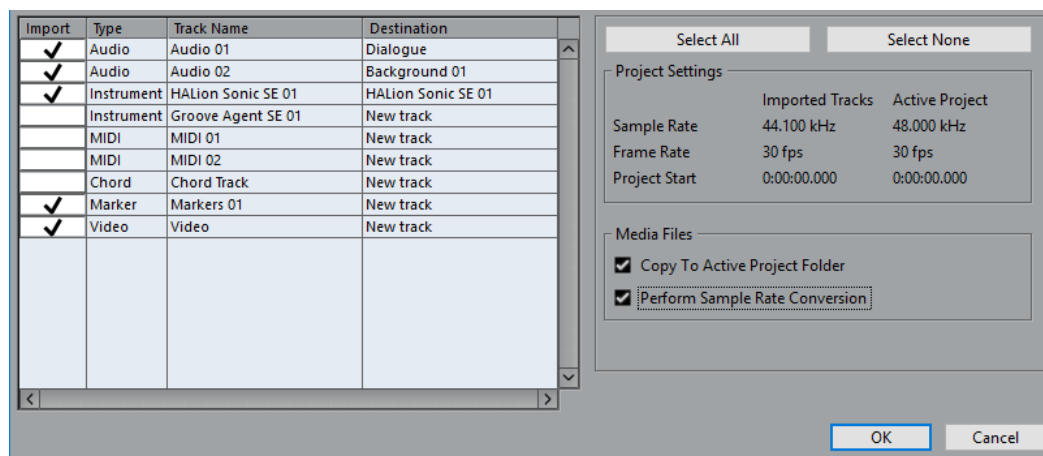 Import Type Track Name Destination
Audio Audio 01 Dialogue
Audio Audio 02 Background 01
Instrument HALion Sonic SE 01 HALion Sonic SE 01
Instrument Groove Agent SE 01 New track
MIDI MIDI 01 New track
MIDI MIDI 02 New track
Chord Chord Track New track
Marker Markers 01 New track
Video Video New track
Select All Select None
Project Settings
Imported Tracks Active Project
Sample Rate 44.100 kHz 48.000 kHz
Frame Rate 30 fps 30 fps
Project Start 0:00:00.000 0:00:00.000
Media Files
Copy To Active Project Folder
Perform Sample Rate Conversion
OK Cancel